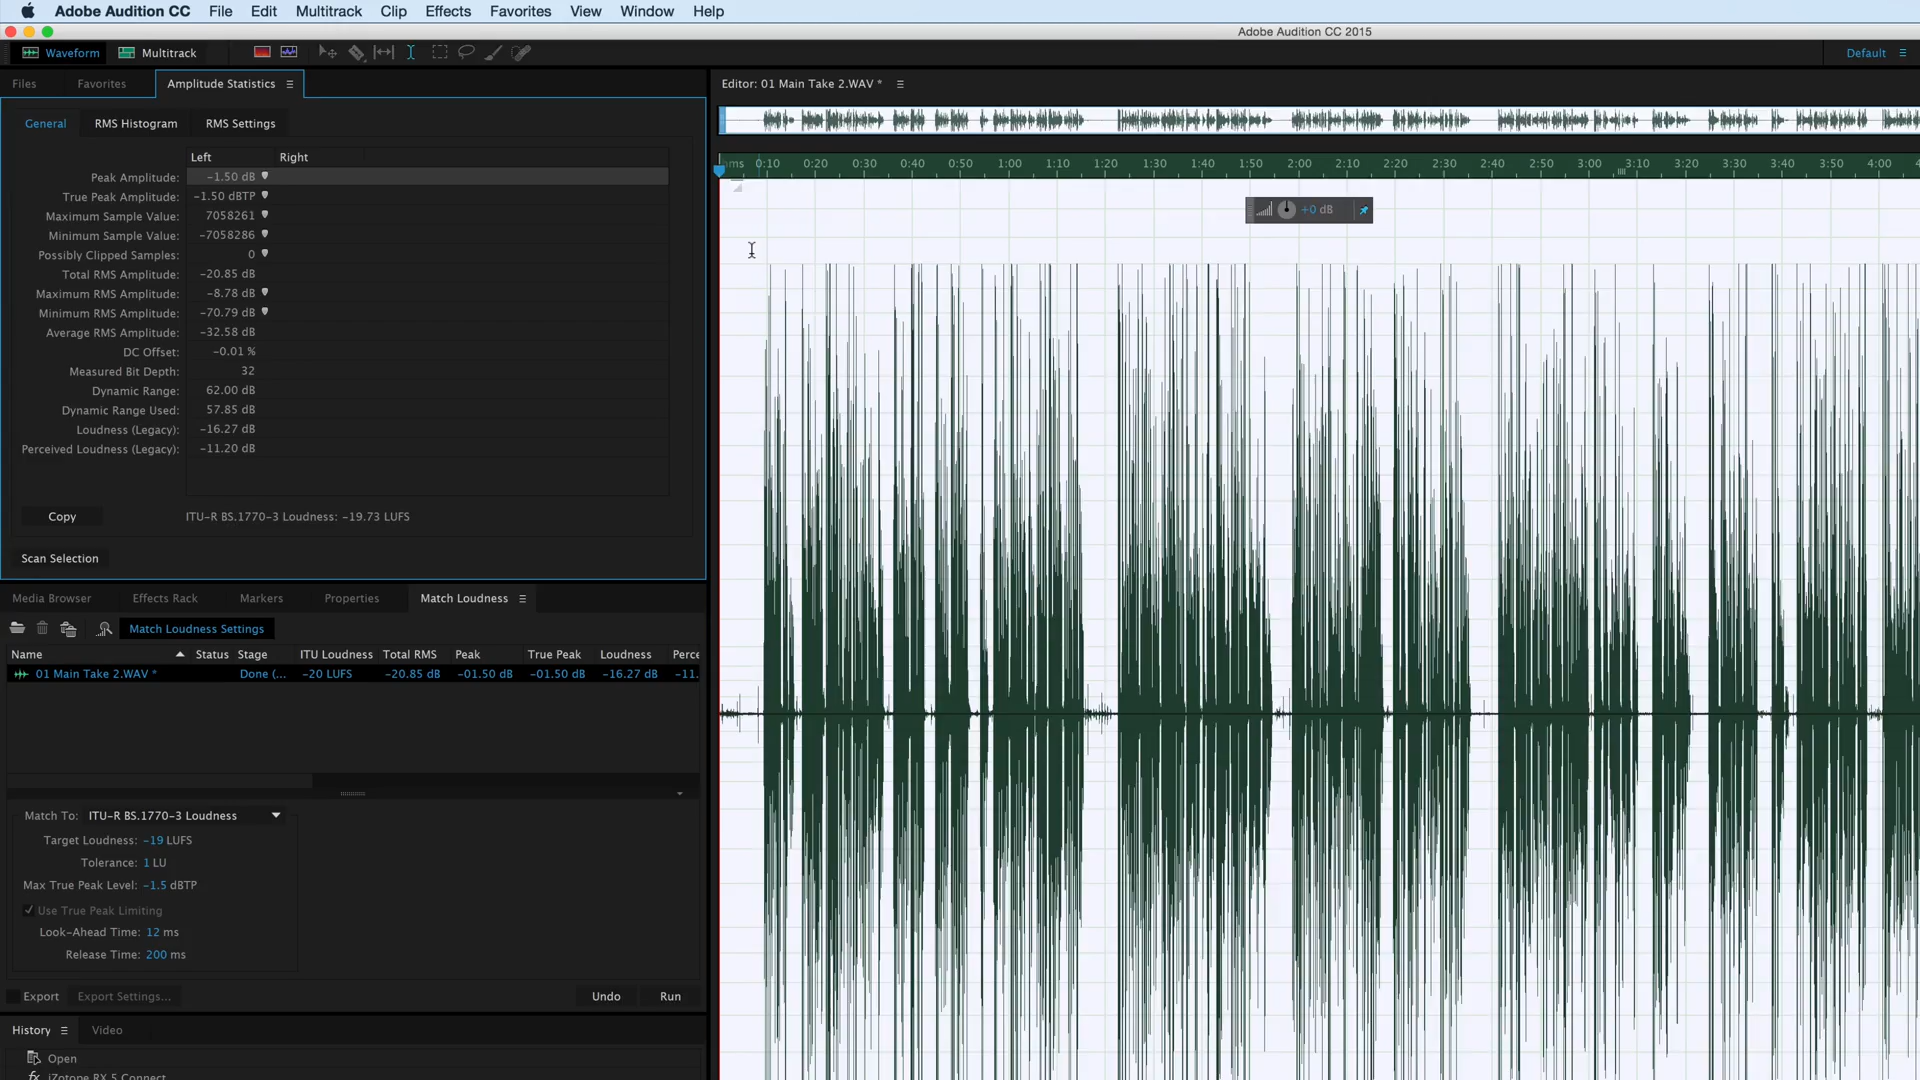 Adobe Audition CC File Edit Multitrack Clip Effects Favorites View Window Help
Adobe Audition CC 2015
Waveform Multitrack Default
Files Favorites Amplitude Statistics
Editor: 01 Main Take 2.WAV *
General RMS Histogram RMS Settings
Left Right
Peak Amplitude: -1.50 dB
True Peak Amplitude: -1.50 dBTP
Maximum Sample Value: 7058261
Minimum Sample Value: -7058286
Possibly Clipped Samples: 0
Total RMS Amplitude: -20.85 dB
Maximum RMS Amplitude: -8.78 dB
Minimum RMS Amplitude: -70.79 dB
Average RMS Amplitude: -32.58 dB
DC Offset: -0.01 %
Measured Bit Depth: 32
Dynamic Range: 62.00 dB
Dynamic Range Used: 57.85 dB
Loudness (Legacy): -16.27 dB
Perceived Loudness (Legacy): -11.20 dB
Copy ITU-R BS.1770-3 Loudness: -19.73 LUFS
Scan Selection
hms 0:10 0:20 0:30 0:40 0:50 1:00 1:10 1:20 1:30 1:40 1:50 2:00 2:10 2:20 2:30 2:40 2:50 3:00 3:10 3:20 3:30 3:40 3:50 4:00
+0 dB
Media Browser Effects Rack Markers Properties Match Loudness
Match Loudness Settings
Name Status Stage ITU Loudness Total RMS Peak True Peak Loudness Perce
01 Main Take 2.WAV * Done (... -20 LUFS -20.85 dB -01.50 dB -01.50 dB -16.27 dB -11.
Match To: ITU-R BS.1770-3 Loudness
Target Loudness: -19 LUFS
Tolerance: 1 LU
Max True Peak Level: -1.5 dBTP
Use True Peak Limiting
Look-Ahead Time: 12 ms
Release Time: 200 ms
Export Export Settings... Undo Run
History Video
Open
iZotope RX 5 Connect